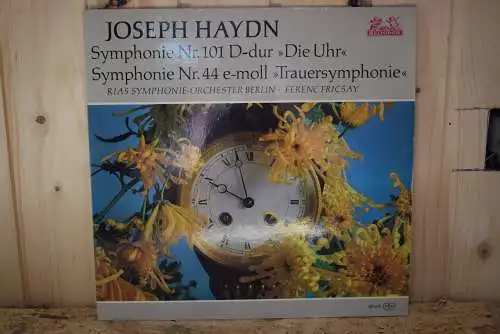 JOSEPH HAYDN
Symphonie Nr. 101 D-dur »Die Uhr«
Symphonie Nr. 44 e-moll »Trauersymphonie«
RIAS SYMPHONIE-ORCHESTER BERLIN · FERENC FRICSAY
HELIODOR